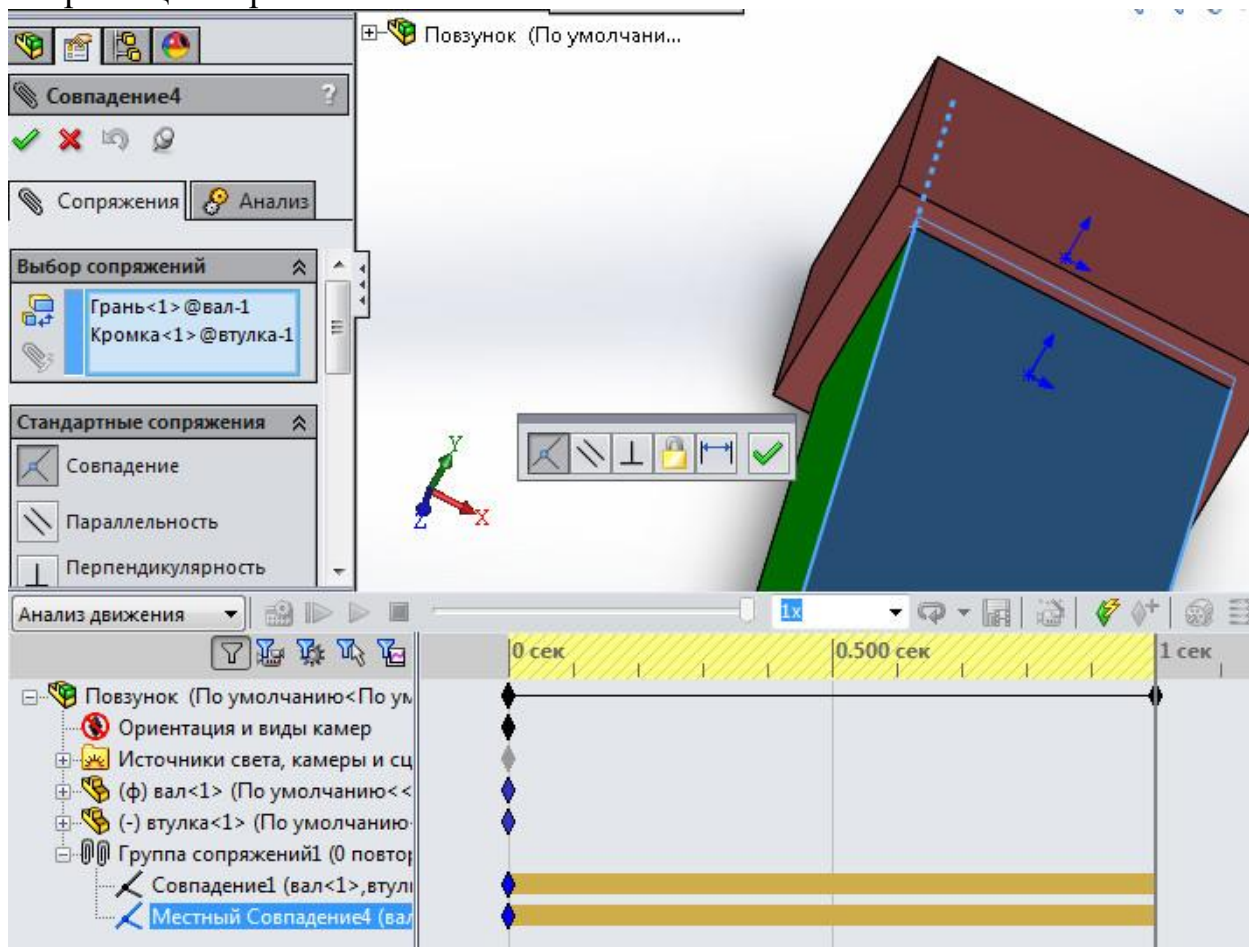 Повзунок (По умолчани...
Совпадение4
?
Сопряжения
Анализ
Выбор сопряжений
Грань<1>@вал-1
Кромка<1>@втулка-1
Стандартные сопряжения
Совпадение
Параллельность
Перпендикулярность
Y
X
Z
Анализ движения
1x
0 сек
0.500 сек
1 сек
Повзунок (По умолчанию<По ум
Ориентация и виды камер
Источники света, камеры и сц
(ф) вал<1> (По умолчанию<<
(-) втулка<1> (По умолчанию
Группа сопряжений1 (0 повтор
Совпадение1 (вал<1>,втул
Местный Совпадение4 (вал